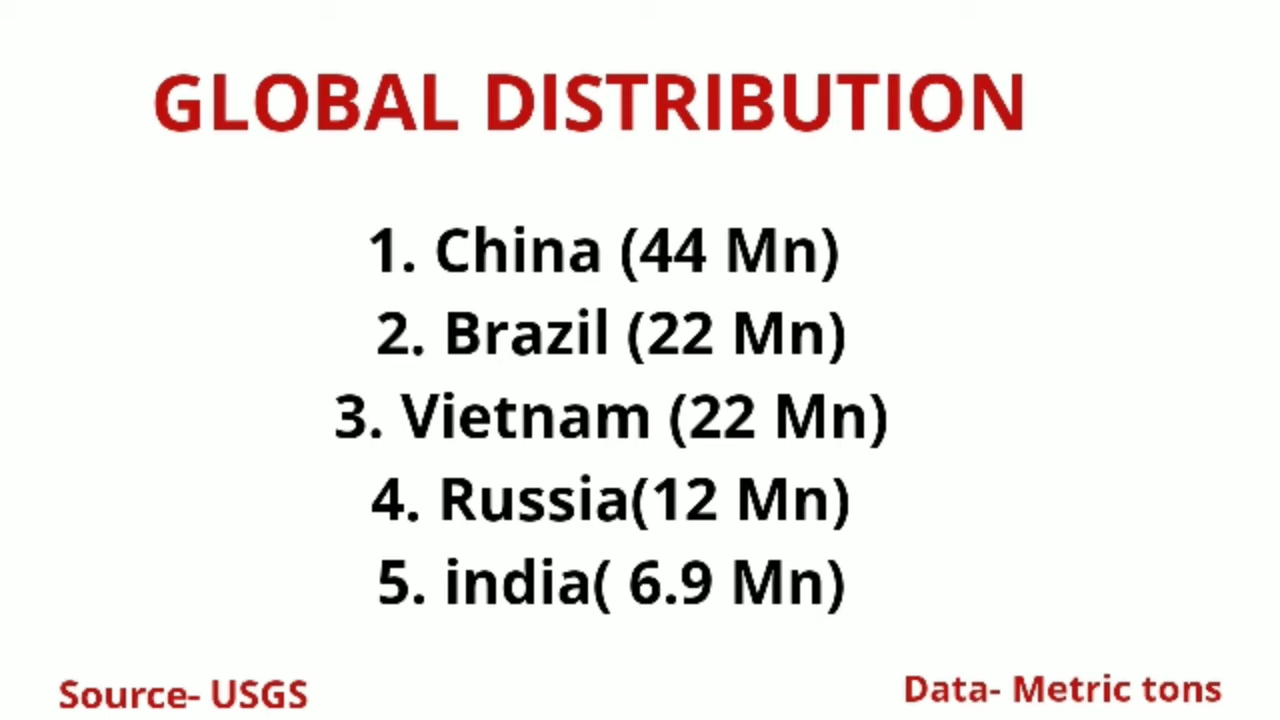 GLOBAL DISTRIBUTION
1. China (44 Mn)
2. Brazil (22 Mn)
3. Vietnam (22 Mn)
4. Russia(12 Mn)
5. india( 6.9 Mn)
Source- USGS
Data- Metric tons